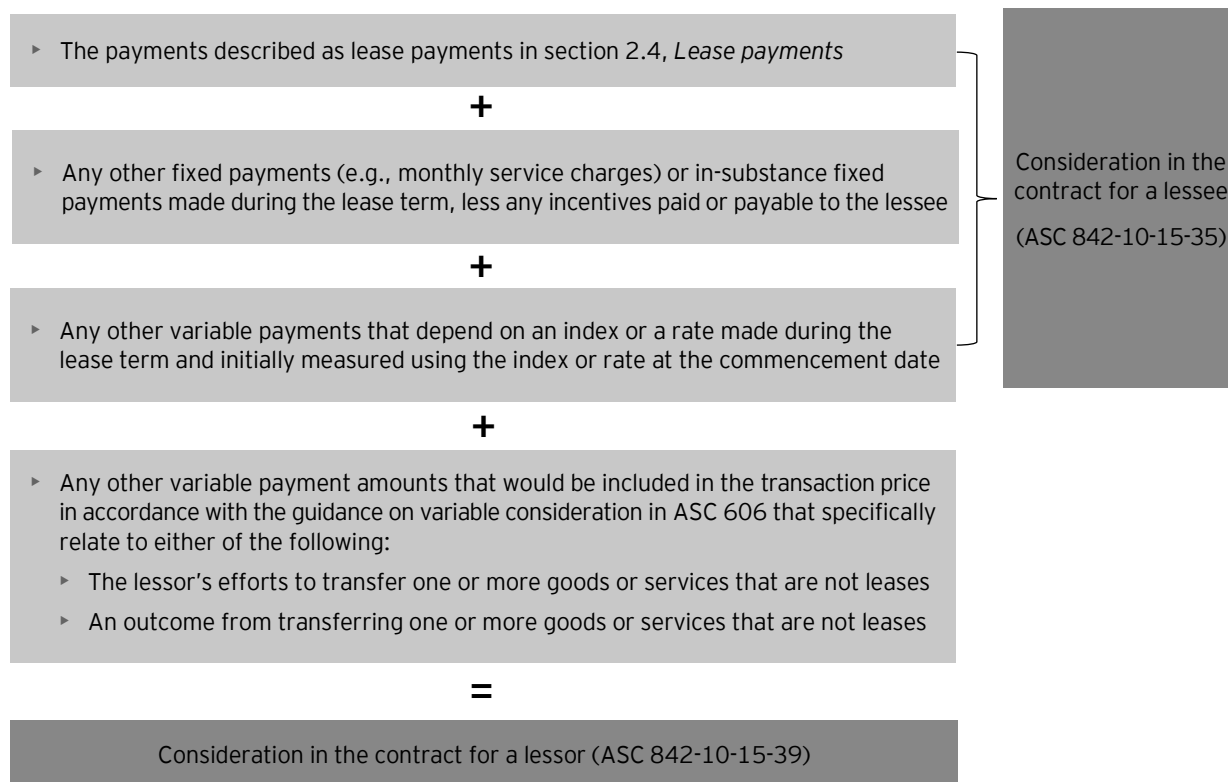 ▸ The payments described as lease payments in section 2.4, Lease payments
+
▸ Any other fixed payments (e.g., monthly service charges) or in-substance fixed
payments made during the lease term, less any incentives paid or payable to the lessee
+
▸ Any other variable payments that depend on an index or a rate made during the
lease term and initially measured using the index or rate at the commencement date
Consideration in the
contract for a lessee
(ASC 842-10-15-35)
+
▸ Any other variable payment amounts that would be included in the transaction price
in accordance with the guidance on variable consideration in ASC 606 that specifically
relate to either of the following:
▸ The lessor's efforts to transfer one or more goods or services that are not leases
▸ An outcome from transferring one or more goods or services that are not leases
=
Consideration in the contract for a lessor (ASC 842-10-15-39)